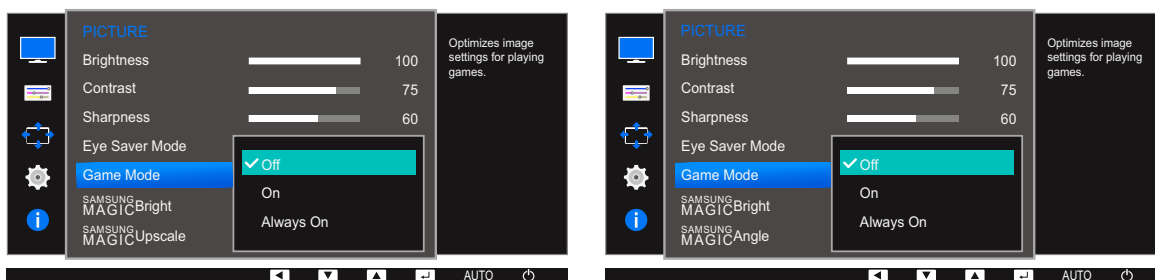 PICTURE
Brightness 100
Contrast 75
Sharpness 60
Eye Saver Mode
Game Mode
SAMSUNG
MAGICBright
SAMSUNG
MAGICUpscale
Off
On
Always On
Optimizes image
settings for playing
games.
AUTO
PICTURE
Brightness 100
Contrast 75
Sharpness 60
Eye Saver Mode
Game Mode
SAMSUNG
MAGICBright
SAMSUNG
MAGICAngle
Off
On
Always On
Optimizes image
settings for playing
games.
AUTO